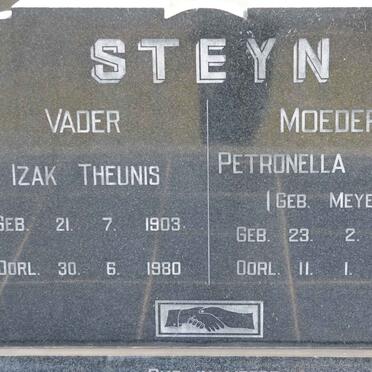 STEYN
VADER MOEDER
IZAK THEUNIS PETRONELLA
(GEB. MEYE
GEB. 21. 7. 1903 GEB. 23. 2.
OORL. 30. 6. 1980 OORL. 11. 1.